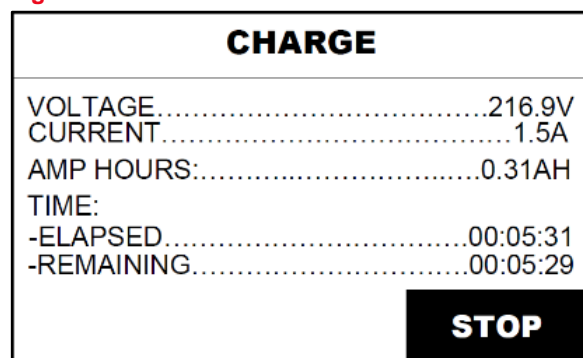 CHARGE
VOLTAGE....................................216.9V
CURRENT.......................................1.5A
AMP HOURS:..............................0.31AH
TIME:
-ELAPSED..................................00:05:31
-REMAINING...............................00:05:29
STOP